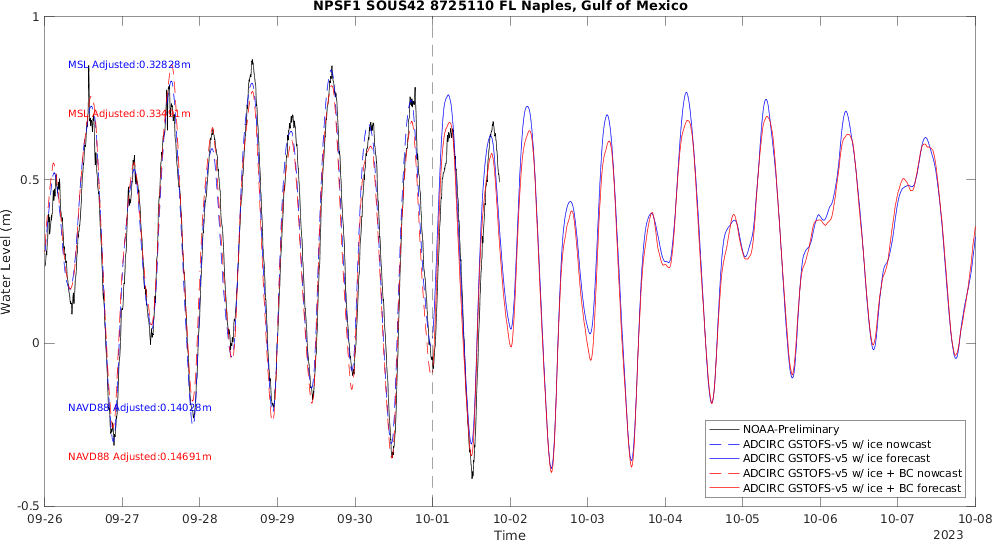 NPSF1 SOUS42 8725110 FL Naples, Gulf of Mexico
1
MSL Adjusted:0.32828m
MSL Adjusted:
0.5
Water Level (m)
0
NAVD88 Adjusted:0.14028m
NAVD88 Adjusted:0.14691m
NOAA-Preliminary
ADCIRC GSTOFS-v5 w/ ice nowcast
ADCIRC GSTOFS-v5 w/ ice forecast
ADCIRC GSTOFS-v5 w/ ice + BC nowcast
ADCIRC GSTOFS-v5 w/ ice + BC forecast
-0.5
09-26 09-27 09-28 09-29 09-30 10-01 10-02 10-03 10-04 10-05 10-06 10-07 10-08
Time
2023